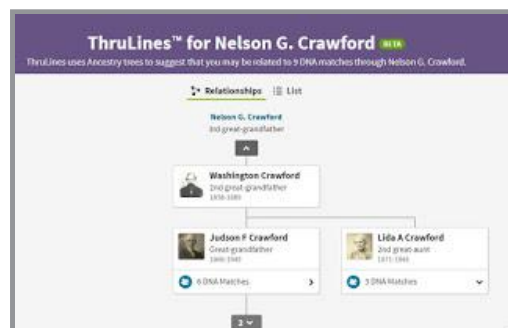 ThruLines™ for Nelson G. Crawford BETA
ThruLines uses Ancestry trees to suggest that you may be related to 9 DNA matches through Nelson G. Crawford.
Relationships List
Nelson G. Crawford
3rd great-grandfather
Washington Crawford
2nd great-grandfather
Judson F Crawford
Great-grandfather
6 DNA Matches
Lida A Crawford
2nd great-aunt
3 DNA Matches
2